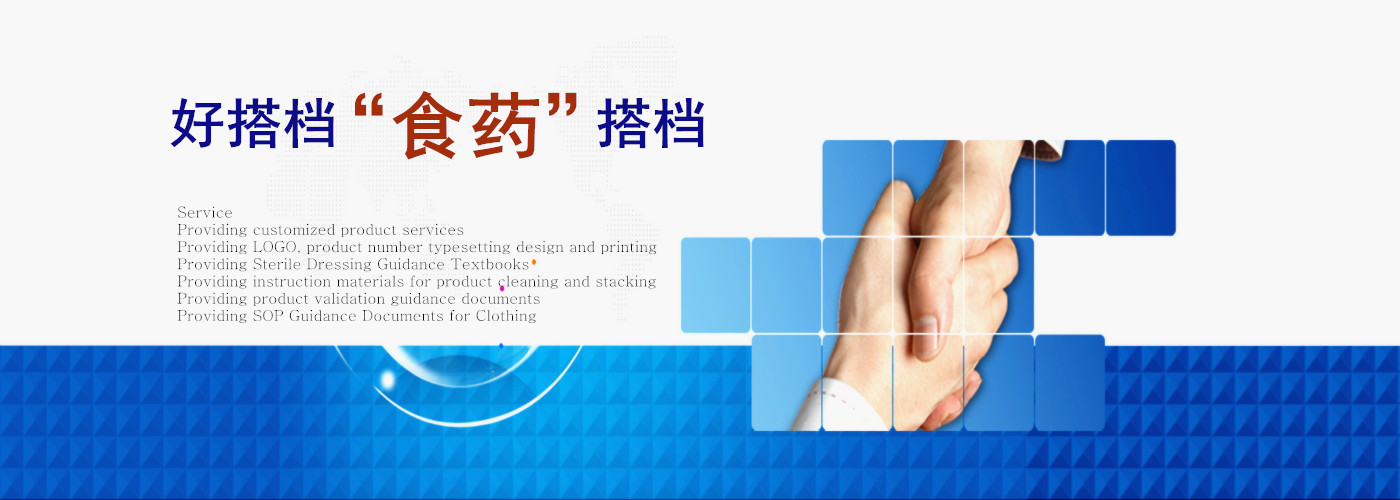 好搭档“食药”搭档
Service
Providing customized product services
Providing LOGO, product number typesetting design and printing
Providing Sterile Dressing Guidance Textbooks
Providing instruction materials for product cleaning and stacking
Providing product validation guidance documents
Providing SOP Guidance Documents for Clothing